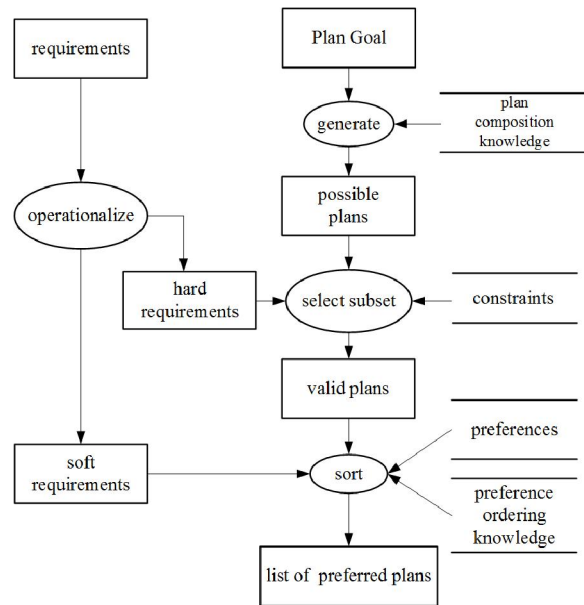 requirements
Plan Goal
generate
plan
composition
knowledge
possible
plans
operationalize
hard
requirements
select subset
constraints
valid plans
preferences
soft
requirements
sort
preference
ordering
knowledge
list of preferred plans